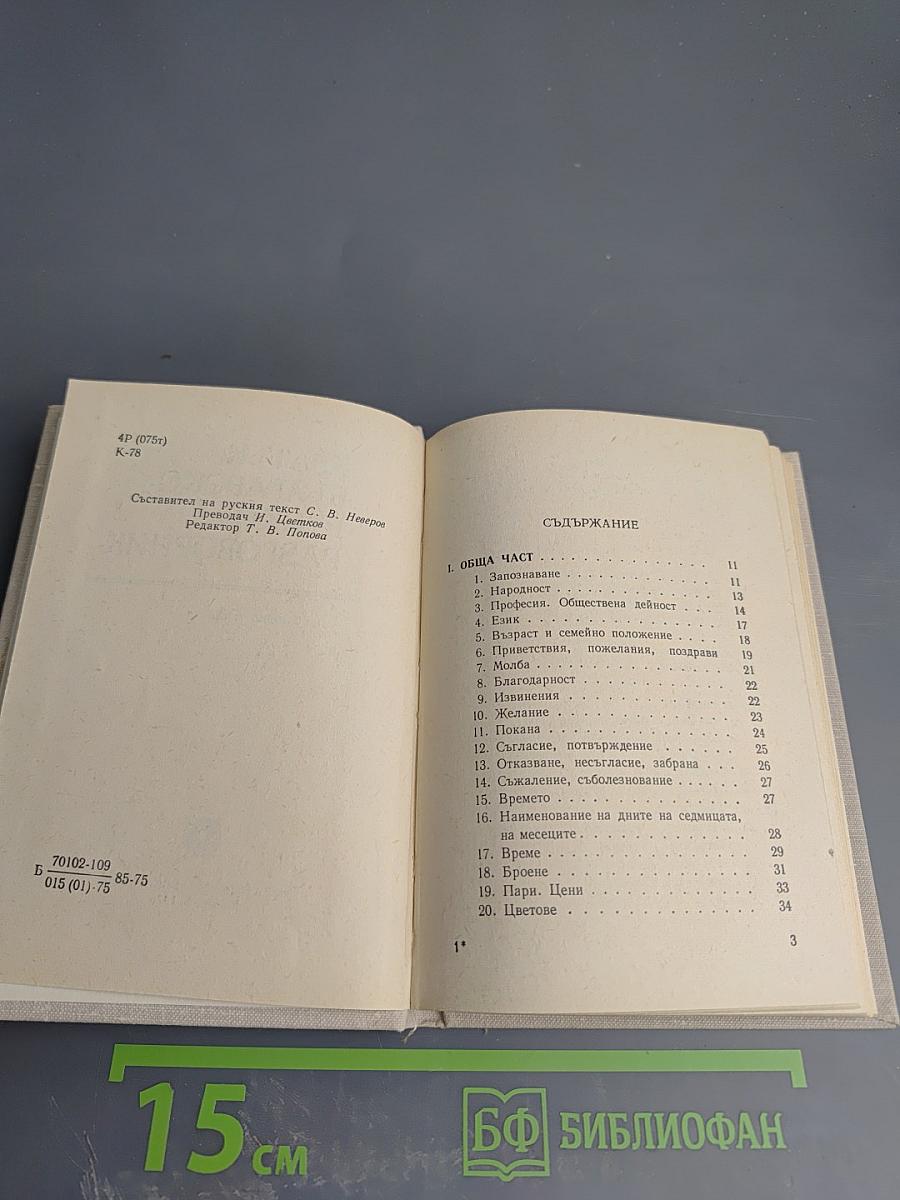 4Р (075т)
К-78
Съставител на руския текст С. В. Неверов
Преводач И. Цветков
Редактор Т. В. Попова
Б 70102-109
015 (01)-75 85-75
СЪДЪРЖАНИЕ
I. ОБЩА ЧАСТ . . . . . . . . . . . . . . 11
1. Запознаване . . . . . . . . . . . . 11
2. Народност . . . . . . . . . . . . . 13
3. Професия. Обществена дейност . . . 14
4. Език . . . . . . . . . . . . . . . 17
5. Възраст и семейно положение . . . . 18
6. Приветствия, пожелания, поздрави 19
7. Молба . . . . . . . . . . . . . . . 21
8. Благодарност . . . . . . . . . . . 22
9. Извинения . . . . . . . . . . . . . 22
10. Желание . . . . . . . . . . . . . 23
11. Покана . . . . . . . . . . . . . . 24
12. Съгласие, потвърждение . . . . . . 25
13. Отказване, несъгласие, забрана . . . 26
14. Съжаление, съболезнование . . . . . . 27
15. Времето . . . . . . . . . . . . . . 27
16. Наименование на дните на седмицата,
на месеците . . . . . . . . . . . . . 28
17. Време . . . . . . . . . . . . . . . 29
18. Броене . . . . . . . . . . . . . . 31
19. Пари. Цени . . . . . . . . . . . . 33
20. Цветове . . . . . . . . . . . . . . 34
1*
3
15 см
БФ БИБЛИОФАН